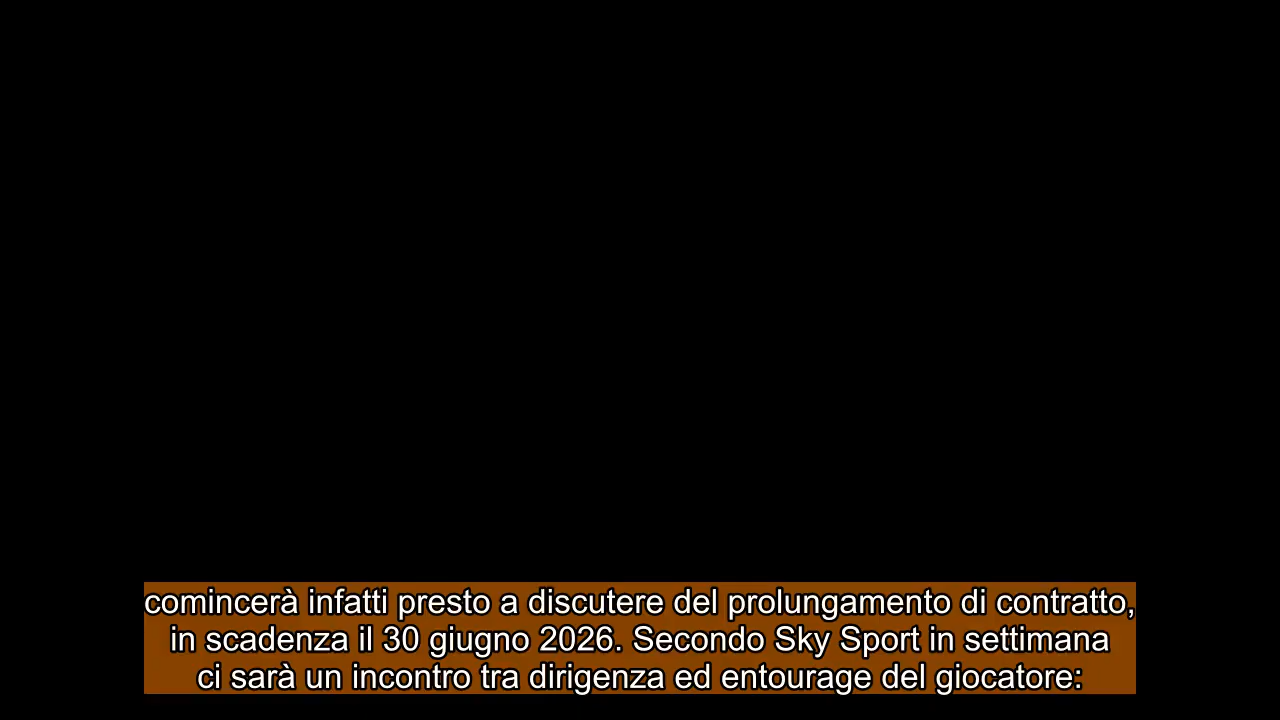 comincerà infatti presto a discutere del prolungamento di contratto,
in scadenza il 30 giugno 2026. Secondo Sky Sport in settimana
ci sarà un incontro tra dirigenza ed entourage del giocatore: